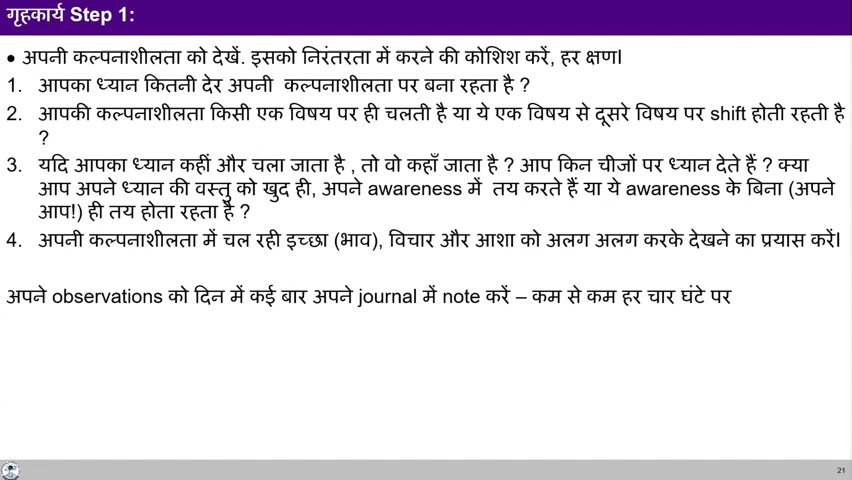 गृहकार्य Step 1:
• अपनी कल्पनाशीलता को देखें. इसको निरंतरता में करने की कोशिश करें, हर क्षण।
1. आपका ध्यान कितनी देर अपनी कल्पनाशीलता पर बना रहता है ?
2. आपकी कल्पनाशीलता किसी एक विषय पर ही चलती है या ये एक विषय से दूसरे विषय पर shift होती रहती है
?
3. यदि आपका ध्यान कहीं और चला जाता है , तो वो कहाँ जाता है ? आप किन चीजों पर ध्यान देते हैं ? क्या
आप अपने ध्यान की वस्तु को खुद ही, अपने awareness में तय करते हैं या ये awareness के बिना (अपने
आप!) ही तय होता रहता है ?
4. अपनी कल्पनाशीलता में चल रही इच्छा (भाव), विचार और आशा को अलग अलग करके देखने का प्रयास करें।
अपने observations को दिन में कई बार अपने journal में note करें – कम से कम हर चार घंटे पर
21